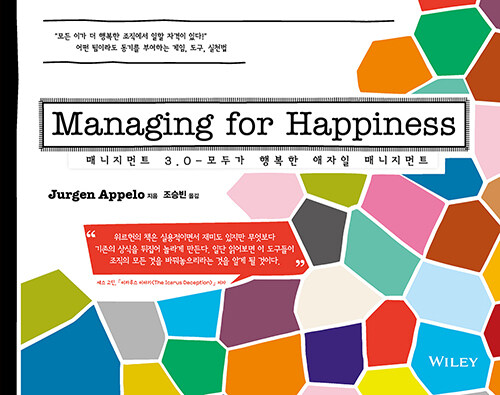 "모든 이가 더 행복한 조직에서 일할 자격이 있다!"
어떤 팀이라도 동기를 부여하는 게임, 도구, 실천법
Managing for Happiness
매니지먼트 3.0-모두가 행복한 애자일 매니지먼트
Jurgen Appelo 지음 조승빈 옮김
“
위르헌의 책은 실용적이면서 재미도 있지만 무엇보다
기존의 상식을 뒤집어 놀라게 만든다. 일단 읽어보면 이 도구들이
조직의 모든 것을 바꿔놓으리라는 것을 알게 될 것이다.
”
세스 고딘, 「이카루스 이야기(The Icarus Deception)」 저자
WILEY